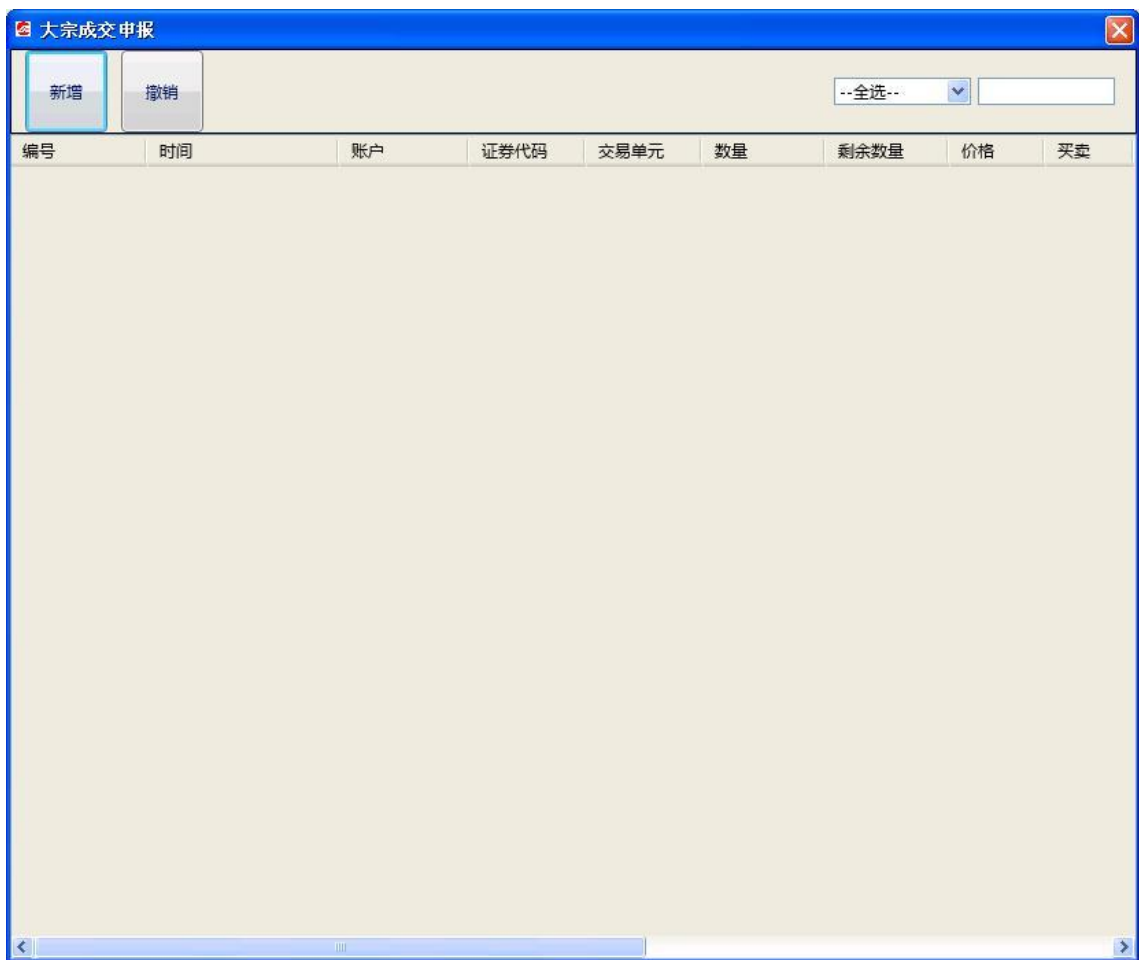 大宗成交申报
新增 撤销 --全选--
编号 时间 账户 证券代码 交易单元 数量 剩余数量 价格 买卖